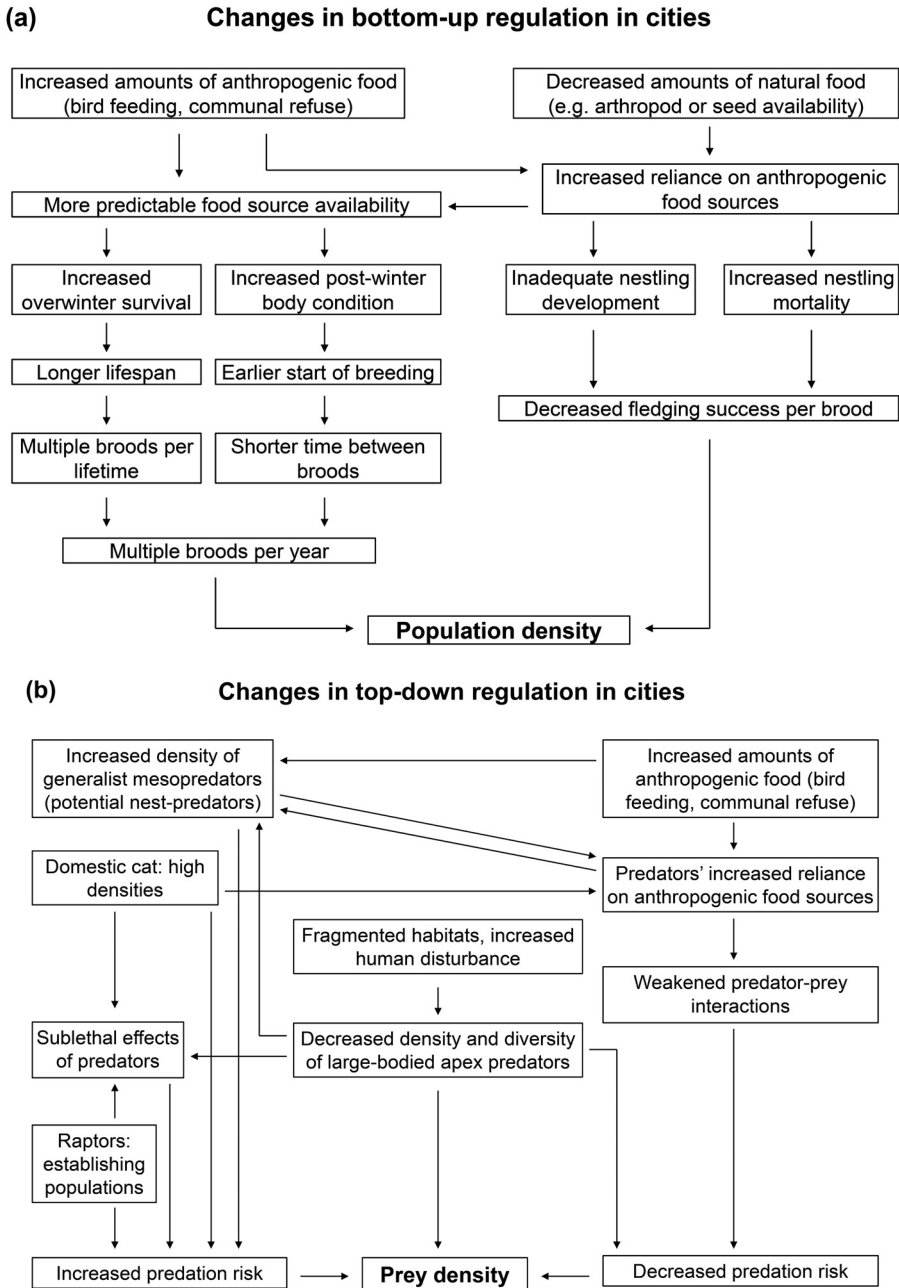 (a)
Changes in bottom-up regulation in cities
Increased amounts of anthropogenic food
(bird feeding, communal refuse)
Decreased amounts of natural food
(e.g. arthropod or seed availability)
More predictable food source availability
Increased reliance on anthropogenic
food sources
Increased
overwinter survival
Increased post-winter
body condition
Inadequate nestling
development
Increased nestling
mortality
Longer lifespan
Earlier start of breeding
Decreased fledging success per brood
Multiple broods per
lifetime
Shorter time between
broods
Multiple broods per year
Population density
(b)
Changes in top-down regulation in cities
Increased density of
generalist mesopredators
(potential nest-predators)
Increased amounts of
anthropogenic food (bird
feeding, communal refuse)
Domestic cat: high
densities
Predators’ increased reliance
on anthropogenic food sources
Fragmented habitats, increased
human disturbance
Weakened predator-prey
interactions
Sublethal effects
of predators
Decreased density and diversity
of large-bodied apex predators
Raptors:
establishing
populations
Increased predation risk
Prey density
Decreased predation risk